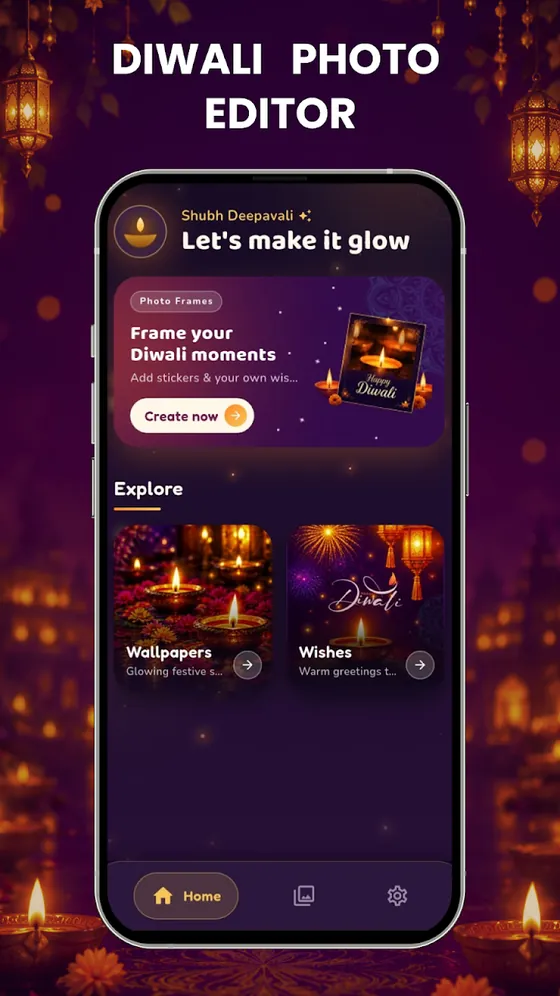 DIWALI PHOTO
EDITOR
Shubh Deepavali
Let's make it glow
Photo Frames
Frame your
Diwali moments
Add stickers & your own wis...
Create now
Happy
Diwali
Explore
Diwali
Wallpapers
Glowing festive s...
Wishes
Warm greetings t...
Home